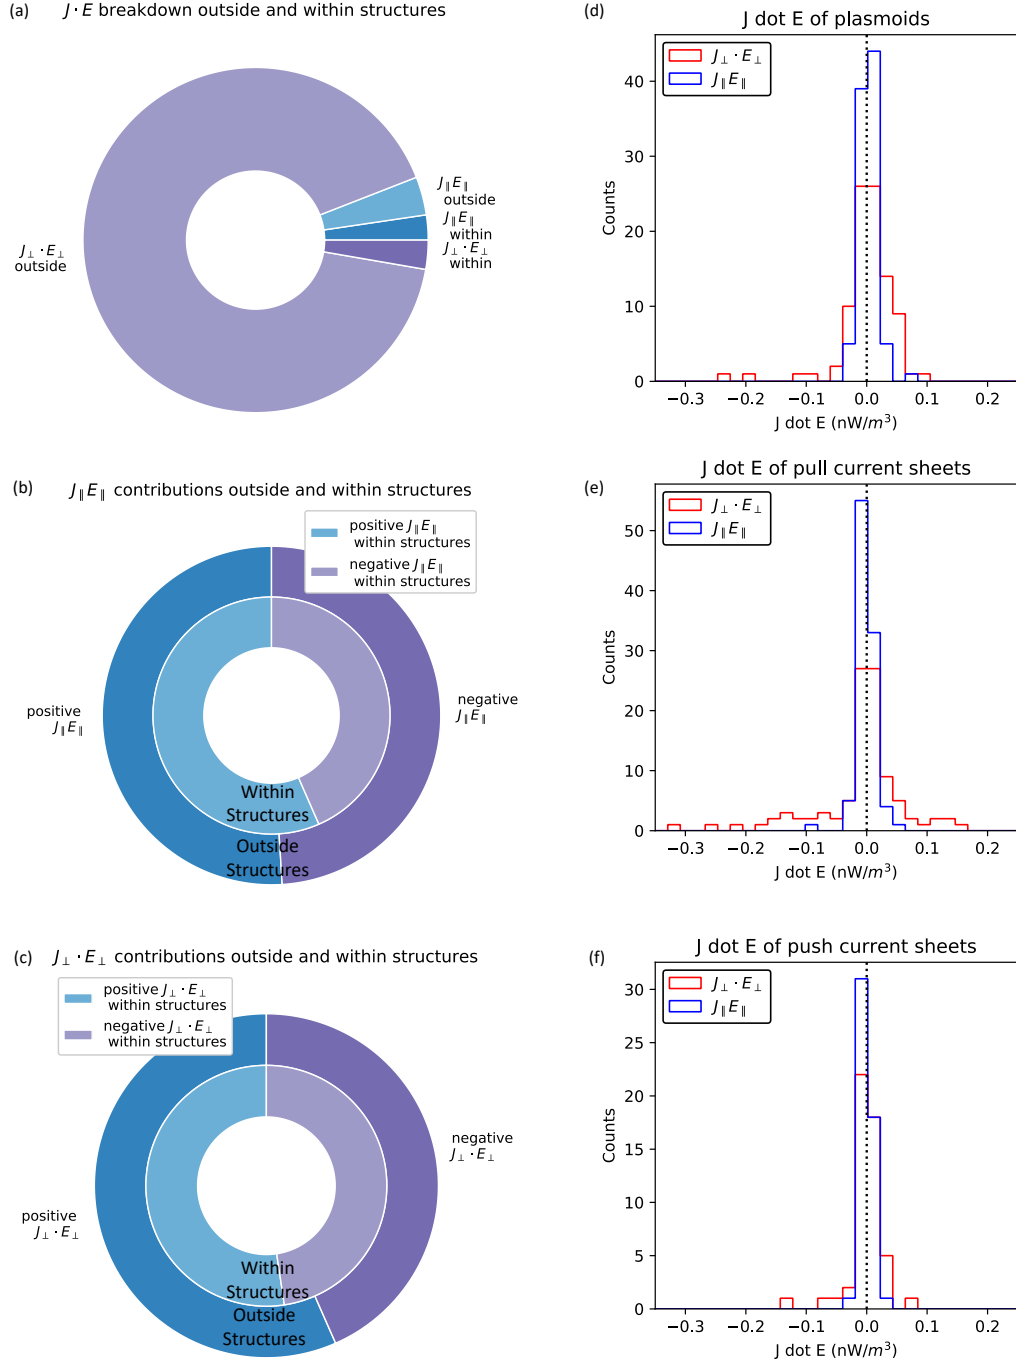 (a) J · E breakdown outside and within structures
J∥E∥
outside
J∥E∥
within
J⊥ · E⊥
within
J⊥ · E⊥
outside
(b) J∥E∥ contributions outside and within structures
positive J∥E∥
within structures
negative J∥E∥
within structures
positive
J∥E∥
negative
J∥E∥
Within
Structures
Outside
Structures
(c) J⊥ · E⊥ contributions outside and within structures
positive J⊥ · E⊥
within structures
negative J⊥ · E⊥
within structures
negative
J⊥ · E⊥
positive
J⊥ · E⊥
Within
Structures
Outside
Structures
(d) J dot E of plasmoids
J⊥ · E⊥
J∥E∥
Counts
40
30
20
10
0
−0.3 −0.2 −0.1 0.0 0.1 0.2
J dot E (nW/m³)
(e) J dot E of pull current sheets
J⊥ · E⊥
J∥E∥
Counts
50
40
30
20
10
0
−0.3 −0.2 −0.1 0.0 0.1 0.2
J dot E (nW/m³)
(f) J dot E of push current sheets
J⊥ · E⊥
J∥E∥
Counts
30
25
20
15
10
5
0
−0.3 −0.2 −0.1 0.0 0.1 0.2
J dot E (nW/m³)